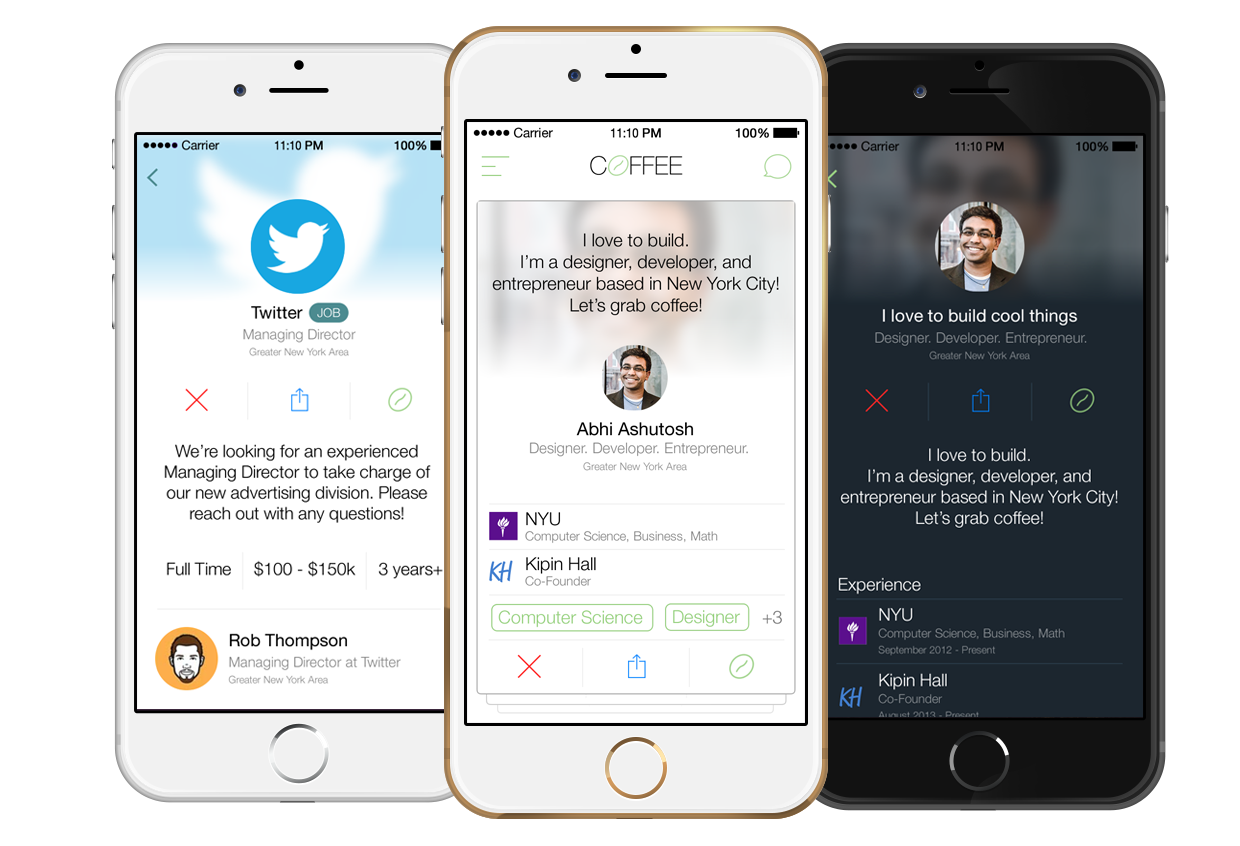 ●●●●● Carrier 11:10 PM 100%
Twitter JOB
Managing Director
Greater New York Area
We're looking for an experienced
Managing Director to take charge of
our new advertising division. Please
reach out with any questions!
Full Time $100 - $150k 3 years+
Rob Thompson
Managing Director at Twitter
Greater New York Area
●●●●● Carrier 11:10 PM 100%
COFFEE
I love to build.
I'm a designer, developer, and
entrepreneur based in New York City!
Let's grab coffee!
Abhi Ashutosh
Designer. Developer. Entrepreneur.
Greater New York Area
NYU
Computer Science, Business, Math
KH Kipin Hall
Co-Founder
Computer Science Designer +3
●●●● Carrier 11:10 PM 100%
I love to build cool things
Designer. Developer. Entrepreneur.
Greater New York Area
I love to build.
I'm a designer, developer, and
entrepreneur based in New York City!
Let's grab coffee!
Experience
NYU
Computer Science, Business, Math
September 2012 - Present
KH Kipin Hall
Co-Founder
August 2013 - Present